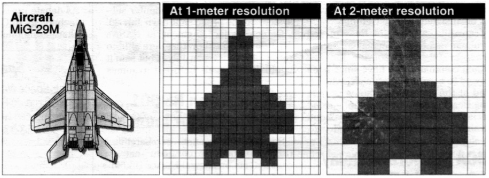 Aircraft
MiG-29M
At 1-meter resolution
At 2-meter resolution